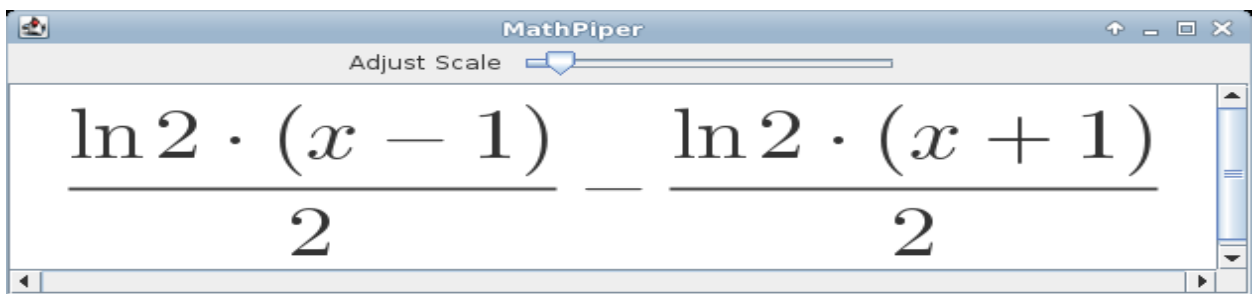 MathPiper
Adjust Scale
ln 2 · (x − 1) / 2 − ln 2 · (x + 1) / 2